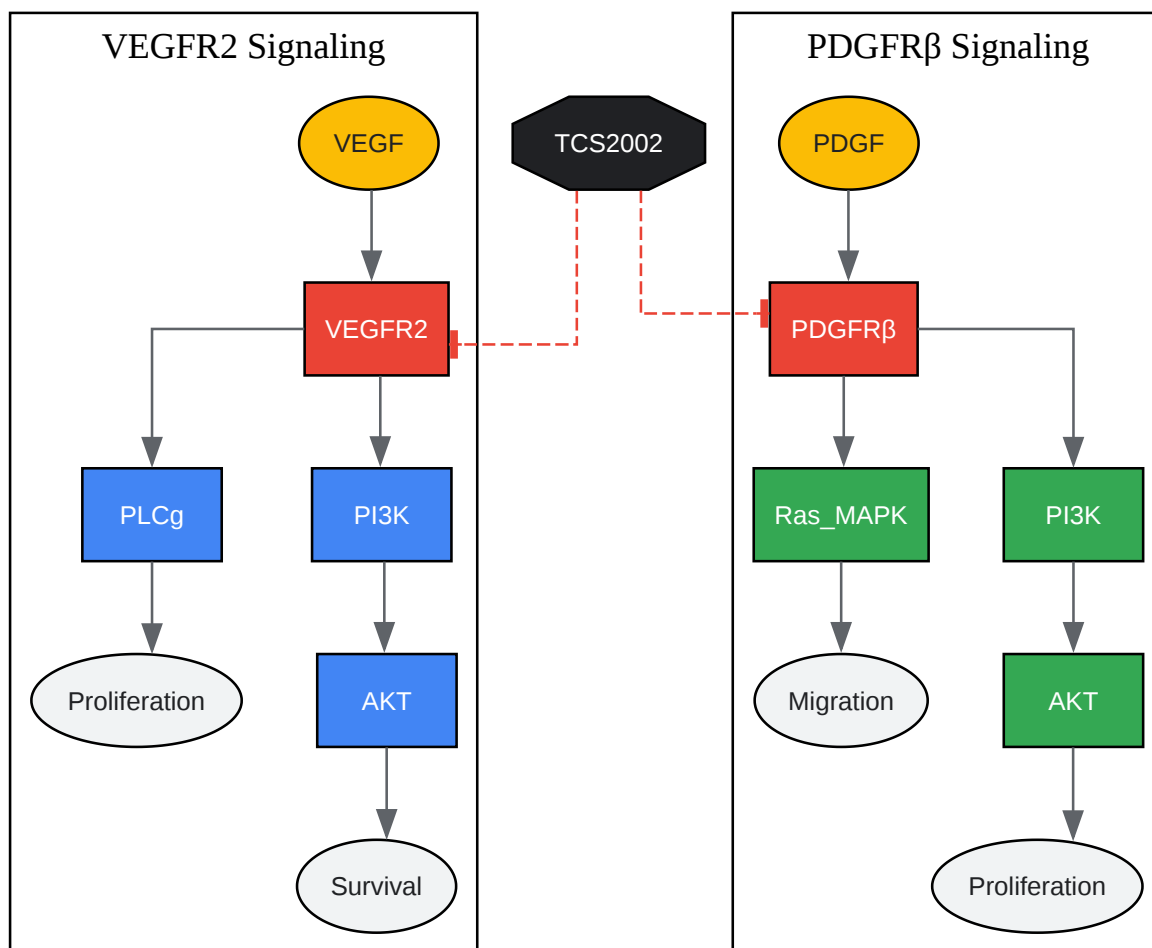 VEGFR2 Signaling
VEGF
VEGFR2
PLCg
PI3K
Proliferation
AKT
Survival
TCS2002
PDGFRβ Signaling
PDGF
PDGFRβ
Ras_MAPK
PI3K
Migration
AKT
Proliferation